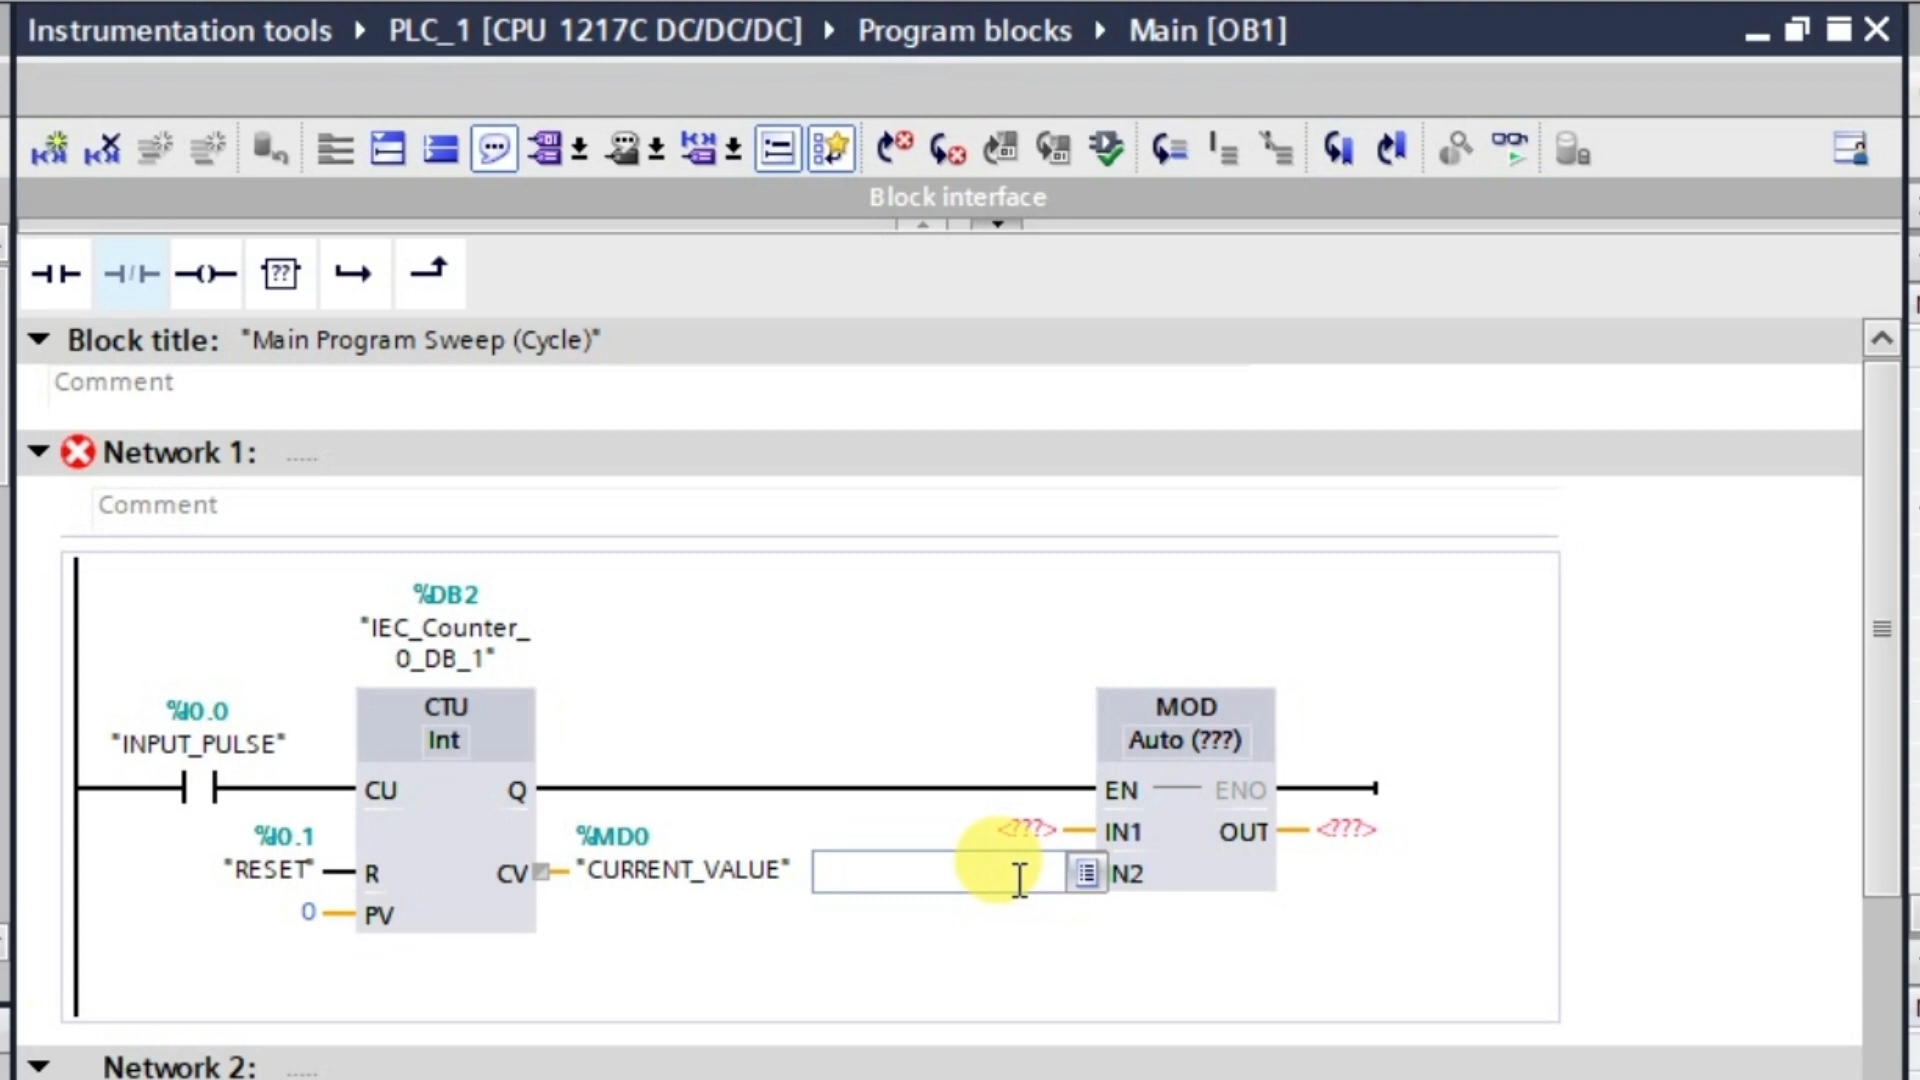 Instrumentation tools ▸ PLC_1 [CPU 1217C DC/DC/DC] ▸ Program blocks ▸ Main [OB1]
Block interface
??
Block title: "Main Program Sweep (Cycle)"
Comment
Network 1: .....
Comment
%DB2
"IEC_Counter_
0_DB_1"
%I0.0
"INPUT_PULSE"
CTU
Int
MOD
Auto (???)
CU
Q
EN
ENO
%I0.1
"RESET"
%MD0
"CURRENT_VALUE"
<???>
IN1
OUT
<???>
R
CV
N2
0
PV
Network 2: .....